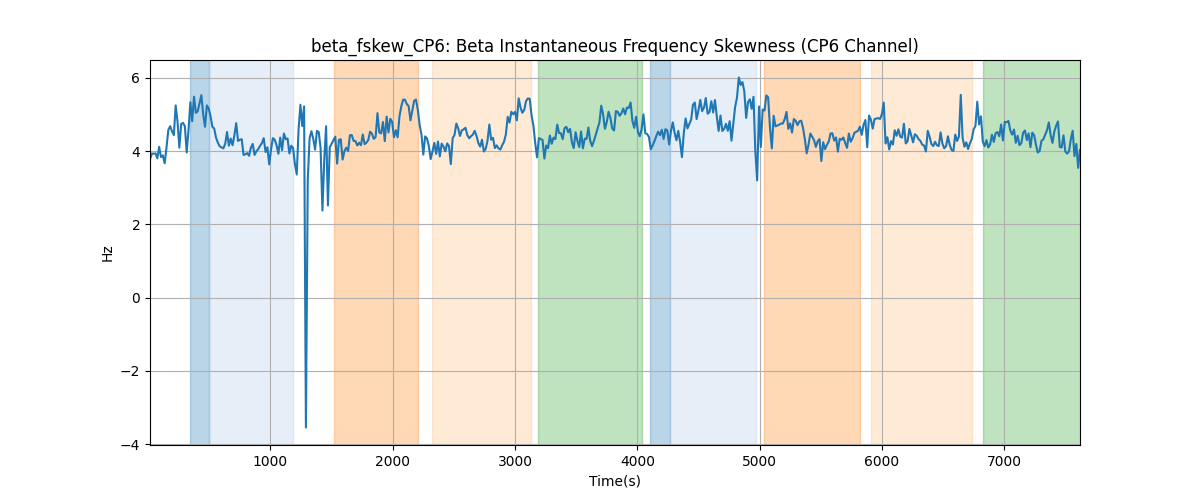 beta_fskew_CP6: Beta Instantaneous Frequency Skewness (CP6 Channel)
6
4
2
0
−2
−4
Hz
1000 2000 3000 4000 5000 6000 7000
Time(s)